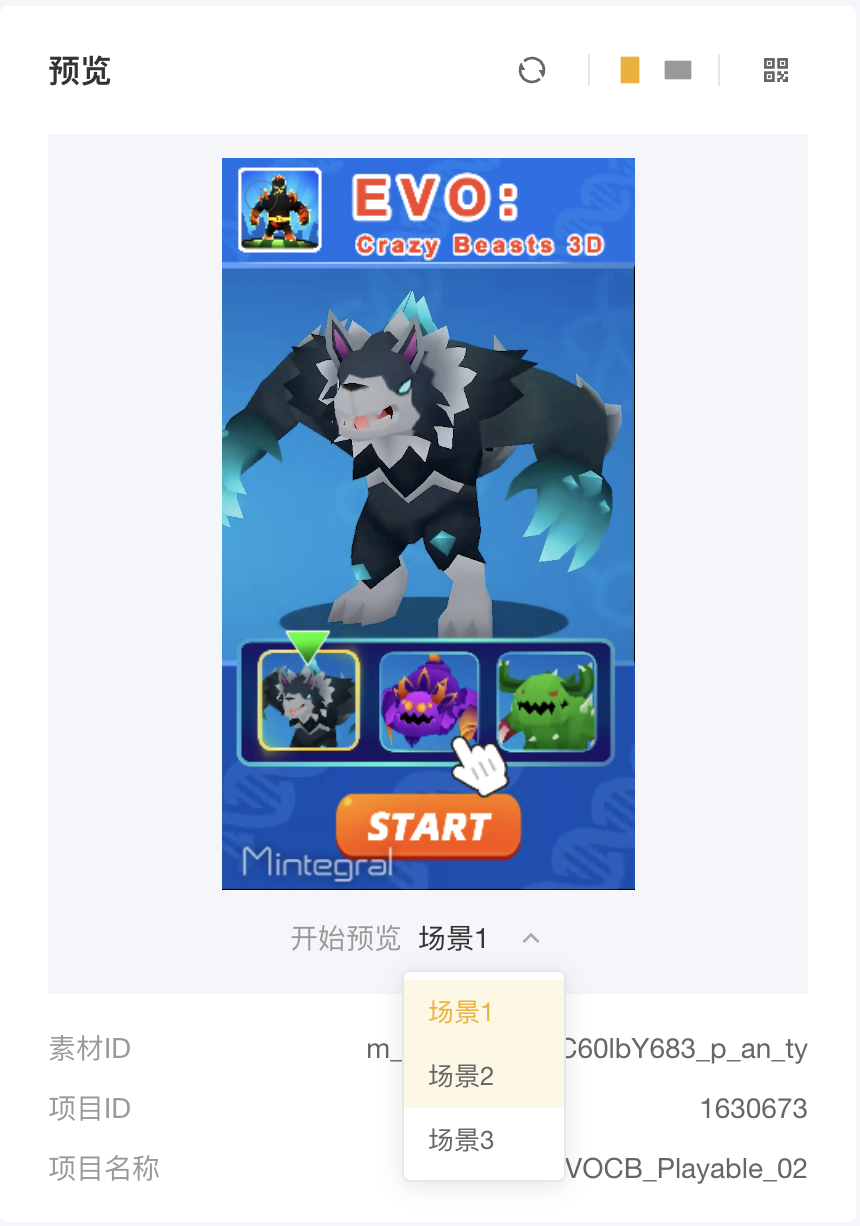 预览
EVO:
Crazy Beasts 3D
START
Mintegral
开始预览 场景1
场景1
场景2
场景3
素材ID m_ C60lbY683_p_an_ty
项目ID 1630673
项目名称 VOCB_Playable_02